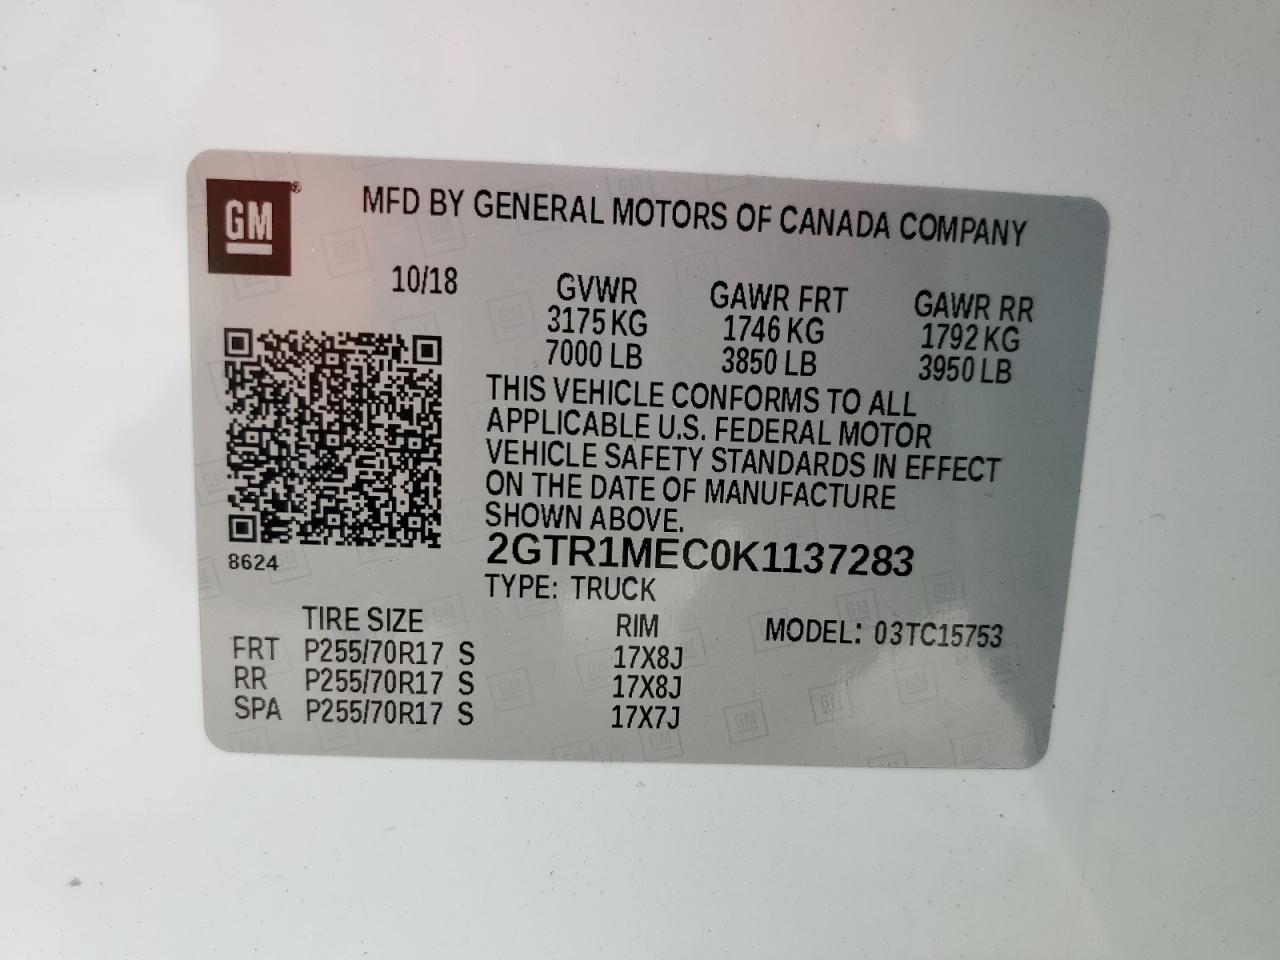 GM®
MFD BY GENERAL MOTORS OF CANADA COMPANY
10/18
GVWR GAWR FRT GAWR RR
3175 KG 1746 KG 1792 KG
7000 LB 3850 LB 3950 LB
THIS VEHICLE CONFORMS TO ALL
APPLICABLE U.S. FEDERAL MOTOR
VEHICLE SAFETY STANDARDS IN EFFECT
ON THE DATE OF MANUFACTURE
SHOWN ABOVE.
8624
2GTR1MEC0K1137283
TYPE: TRUCK
TIRE SIZE RIM MODEL: 03TC15753
FRT P255/70R17 S 17X8J
RR P255/70R17 S 17X8J
SPA P255/70R17 S 17X7J